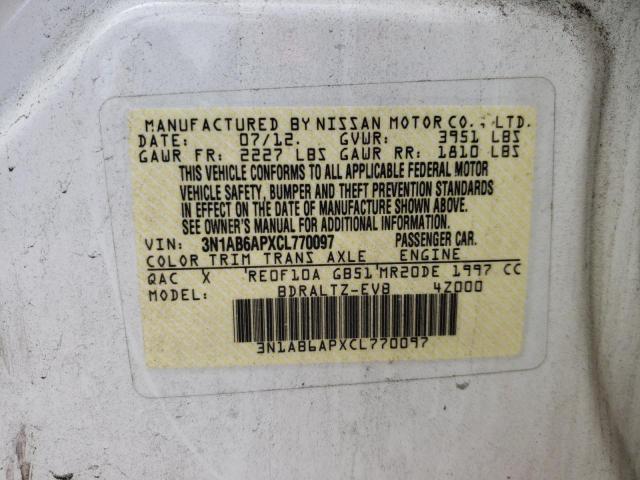 MANUFACTURED BY NISSAN MOTOR CO., LTD.
DATE: 07/12. GVWR: 3951 LBS
GAWR FR: 2227 LBS GAWR RR: 1810 LBS
THIS VEHICLE CONFORMS TO ALL APPLICABLE FEDERAL MOTOR
VEHICLE SAFETY, BUMPER AND THEFT PREVENTION STANDARDS
IN EFFECT ON THE DATE OF MANUFACTURE SHOWN ABOVE.
SEE OWNER'S MANUAL FOR ADDITIONAL INFORMATION.
VIN: 3N1AB6APXCL770097 PASSENGER CAR.
COLOR TRIM TRANS AXLE ENGINE
QAC X RE0F10A GB51 MR20DE 1997 CC
MODEL: BDRALTZ-EVB 4Z000
3N1AB6APXCL770097